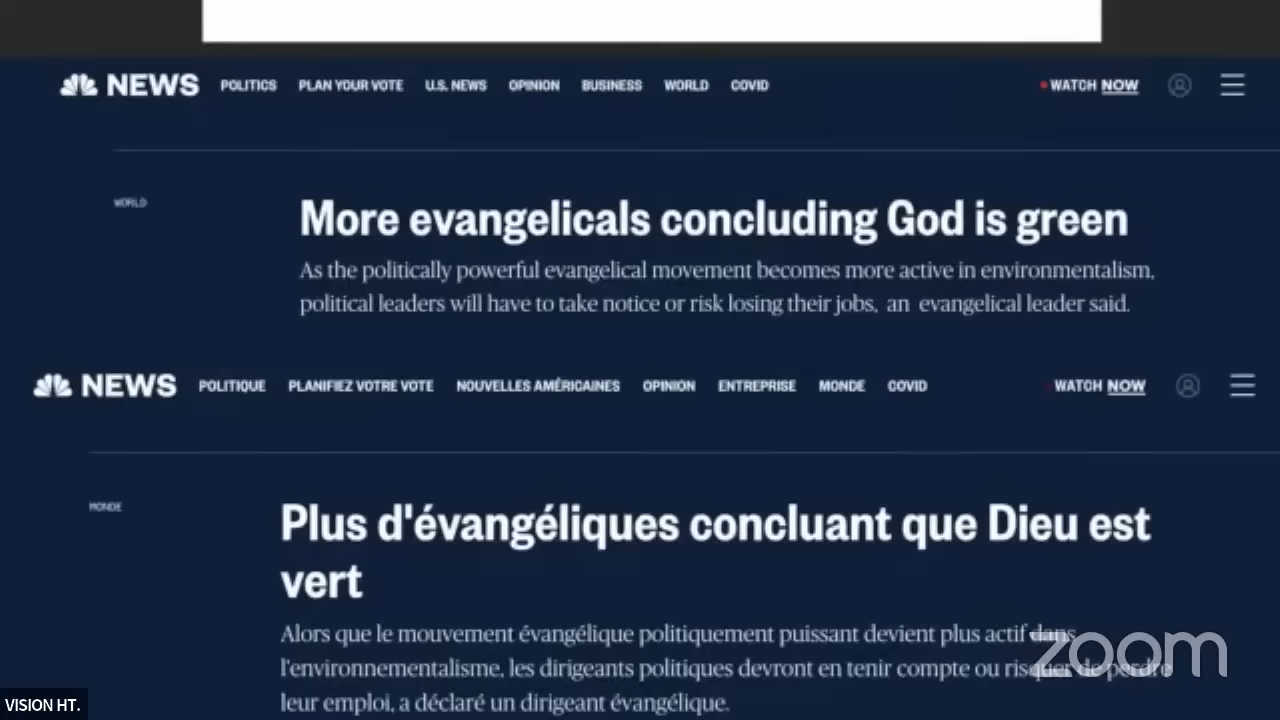 NEWS POLITICS PLAN YOUR VOTE U.S. NEWS OPINION BUSINESS WORLD COVID WATCH NOW
WORLD
More evangelicals concluding God is green
As the politically powerful evangelical movement becomes more active in environmentalism,
political leaders will have to take notice or risk losing their jobs, an evangelical leader said.
NEWS POLITIQUE PLANIFIEZ VOTRE VOTE NOUVELLES AMÉRICAINES OPINION ENTREPRISE MONDE COVID WATCH NOW
MONDE
Plus d'évangéliques concluant que Dieu est
vert
Alors que le mouvement évangélique politiquement puissant devient plus actif dans
l'environnementalisme, les dirigeants politiques devront en tenir compte ou risquer de perdre
leur emploi, a déclaré un dirigeant évangélique.
zoom
VISION HT.